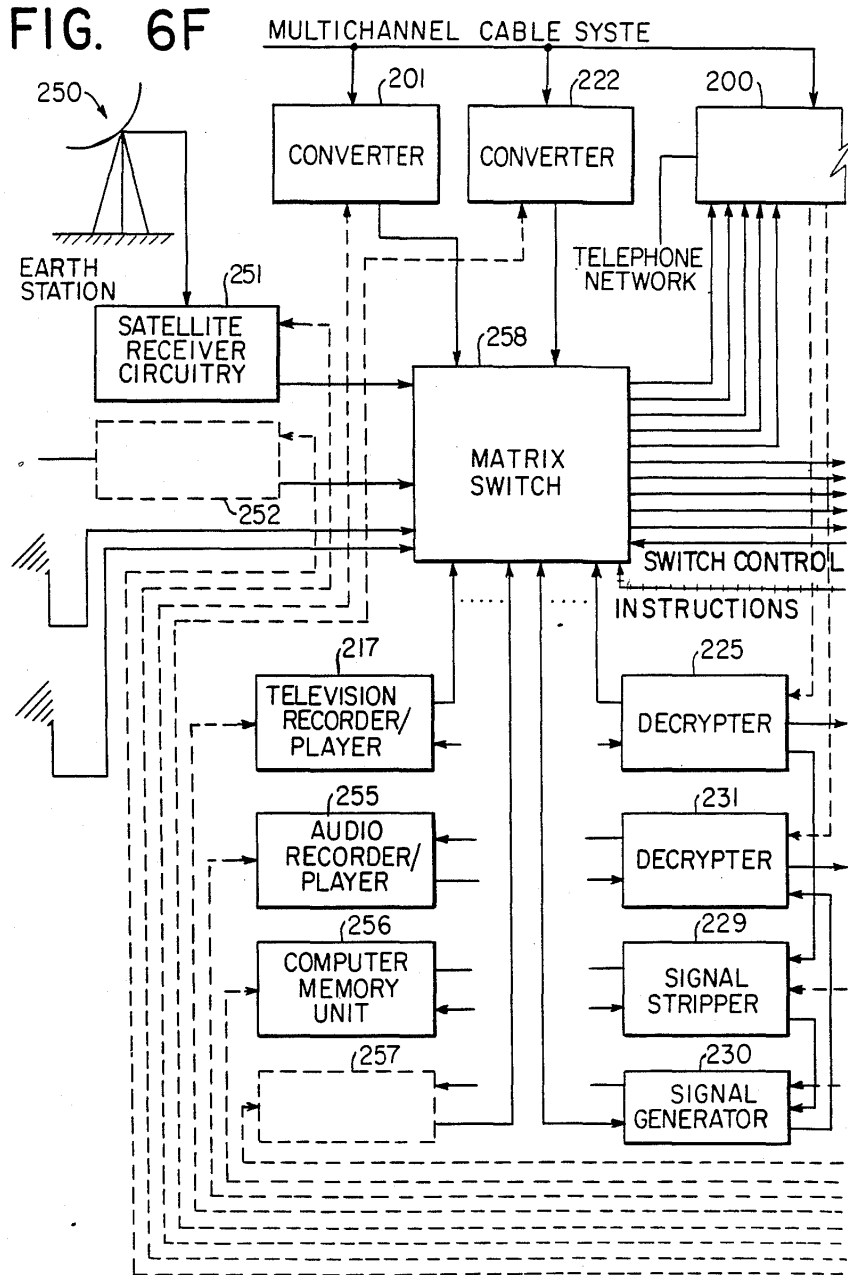 FIG. 6F
MULTICHANNEL CABLE SYSTE
250
201
222
200
CONVERTER
CONVERTER
EARTH
STATION
TELEPHONE
NETWORK
251
SATELLITE
RECEIVER
CIRCUITRY
258
MATRIX
SWITCH
252
SWITCH CONTROL
INSTRUCTIONS
217
TELEVISION
RECORDER/
PLAYER
225
DECRYPTER
255
AUDIO
RECORDER/
PLAYER
231
DECRYPTER
256
COMPUTER
MEMORY
UNIT
229
SIGNAL
STRIPPER
257
230
SIGNAL
GENERATOR